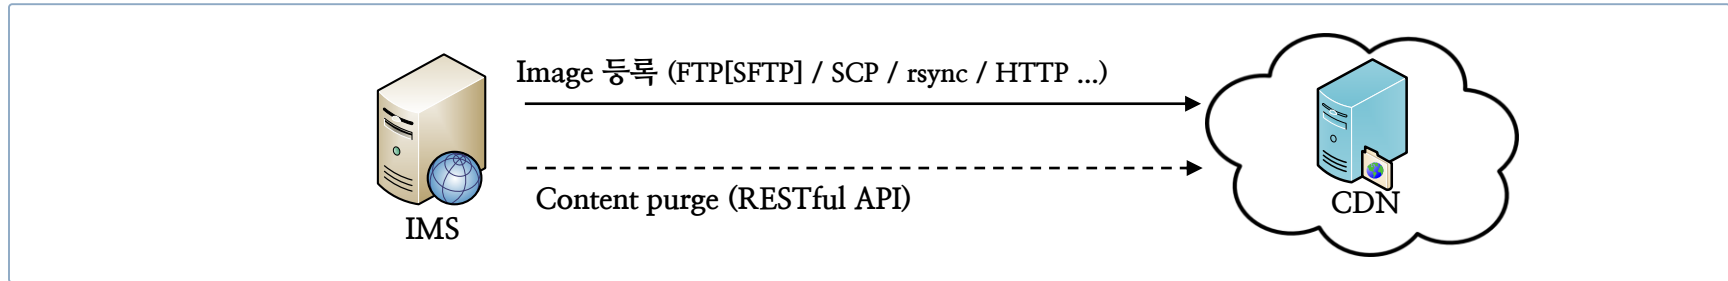 Image 등록 (FTP[SFTP] / SCP / rsync / HTTP ...)
Content purge (RESTful API)
IMS
CDN